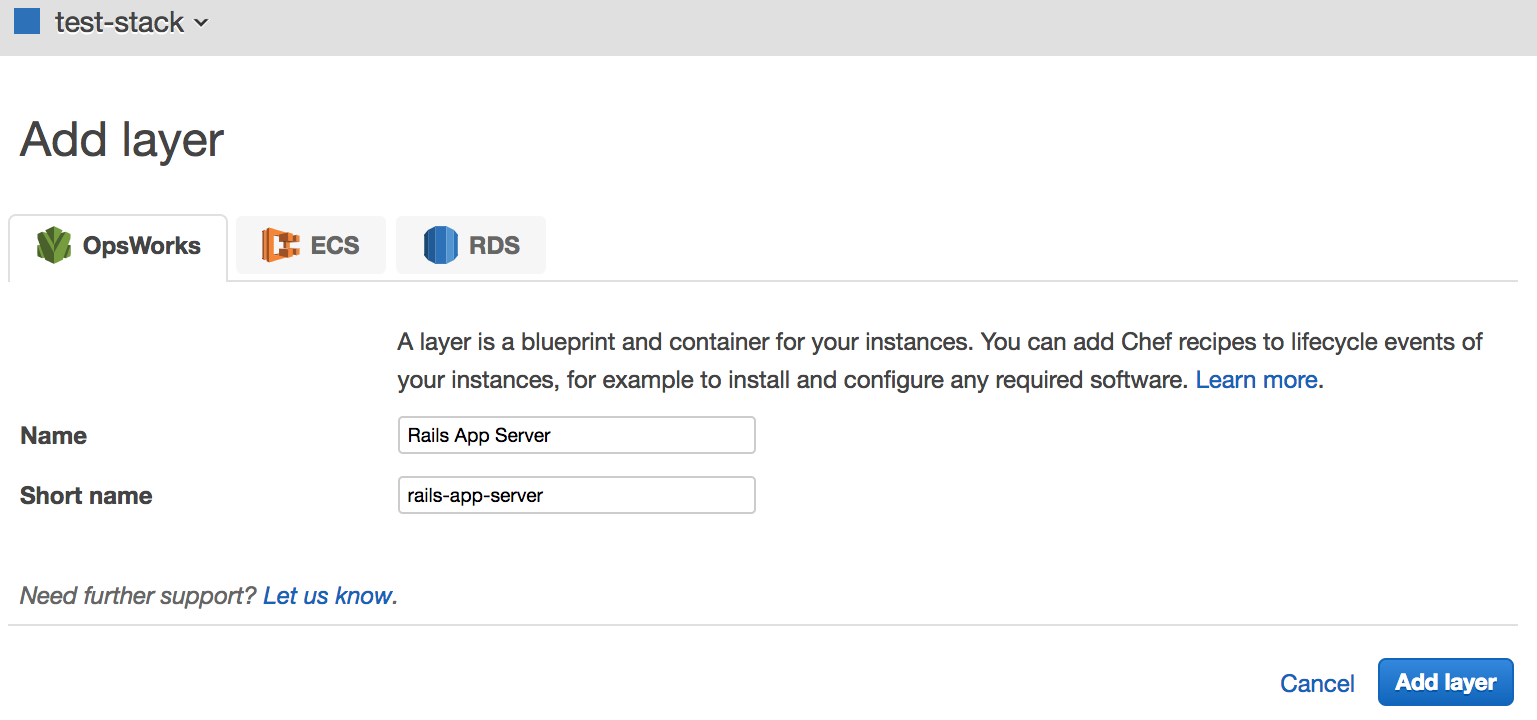 test-stack
Add layer
OpsWorks ECS RDS
A layer is a blueprint and container for your instances. You can add Chef recipes to lifecycle events of
your instances, for example to install and configure any required software. Learn more.
Name Rails App Server
Short name rails-app-server
Need further support? Let us know.
Cancel Add layer